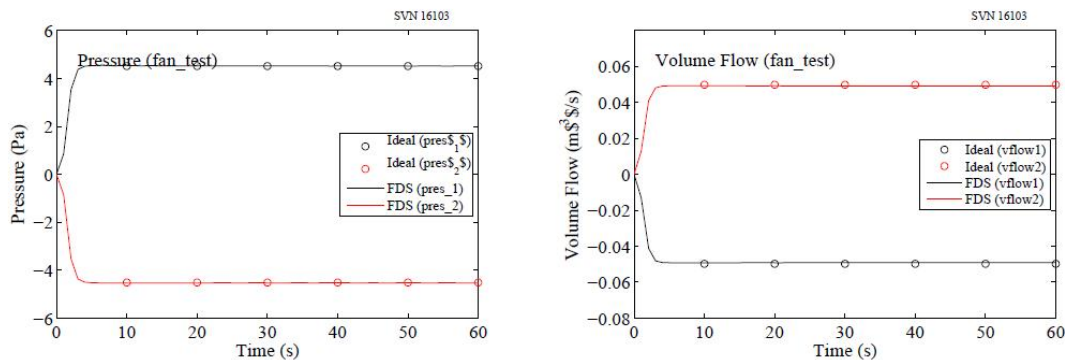 SVN 16103
Pressure (fan_test)
6
4
2
0
−2
−4
−6
Pressure (Pa)
0 10 20 30 40 50 60
Time (s)
Ideal (pres$_1$)
Ideal (pres$_2$)
FDS (pres_1)
FDS (pres_2)
SVN 16103
Volume Flow (fan_test)
0.06
0.04
0.02
0
−0.02
−0.04
−0.06
−0.08
Volume Flow (m$^3$/s)
0 10 20 30 40 50 60
Time (s)
Ideal (vflow1)
Ideal (vflow2)
FDS (vflow1)
FDS (vflow2)